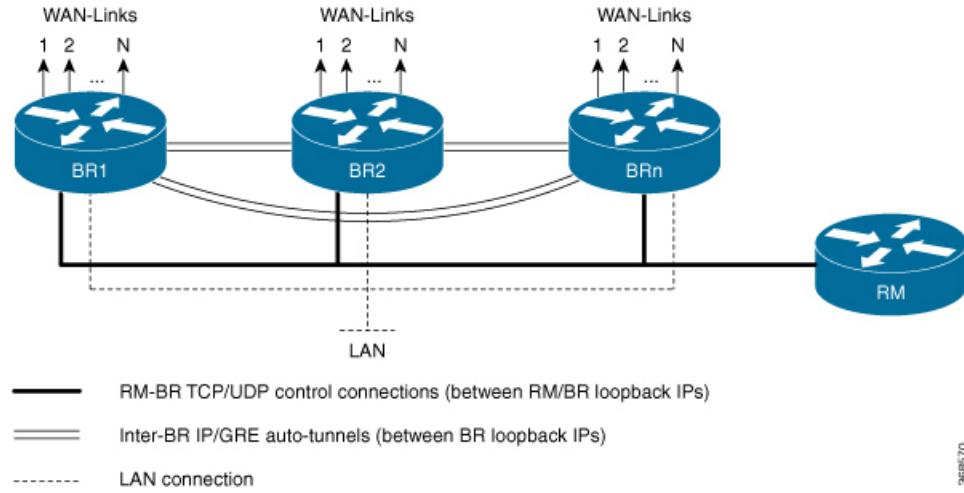 WAN-Links WAN-Links WAN-Links
1 2 ... N 1 2 ... N 1 2 ... N
BR1 BR2 BRn
RM
LAN
RM-BR TCP/UDP control connections (between RM/BR loopback IPs)
Inter-BR IP/GRE auto-tunnels (between BR loopback IPs)
LAN connection
368570